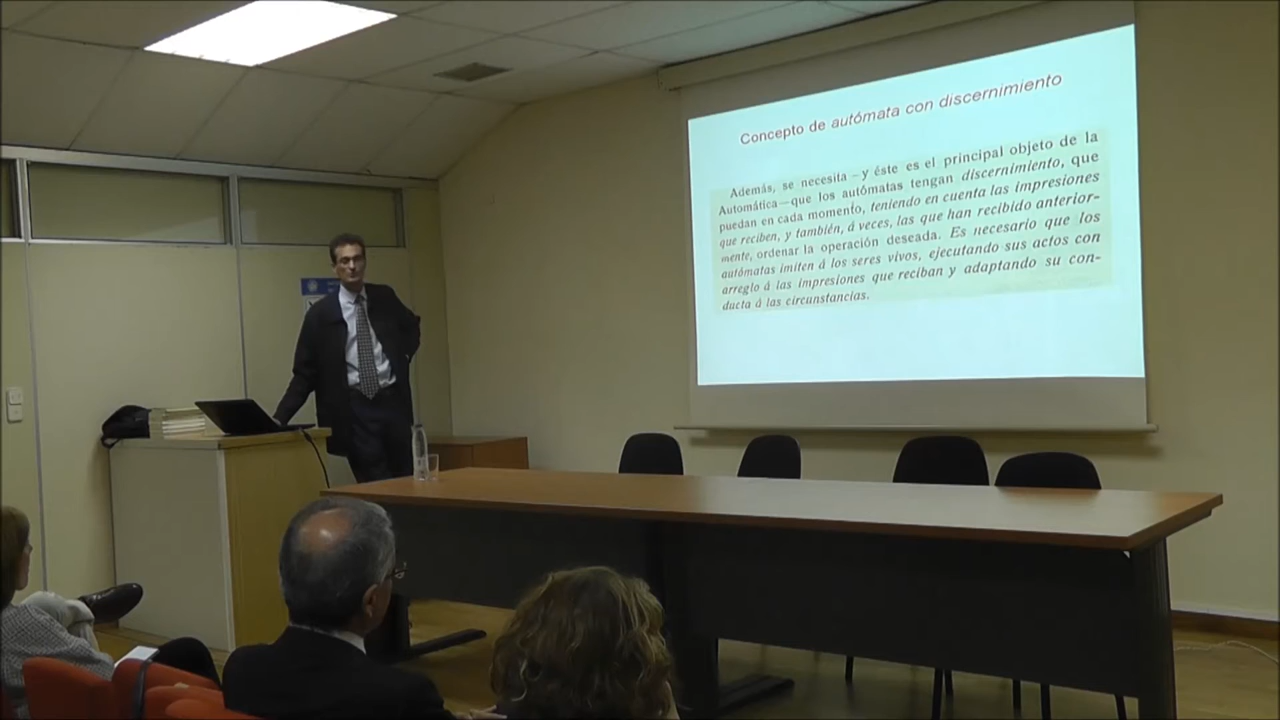 Concepto de autómata con discernimiento
Además, se necesita—y éste es el principal objeto de la
Automática—que los autómatas tengan discernimiento, que
puedan en cada momento, teniendo en cuenta las impresiones
que reciben, y también, á veces, las que han recibido anterior-
mente, ordenar la operación deseada. Es necesario que los
autómatas imiten á los seres vivos, ejecutando sus actos con
arreglo á las impresiones que reciban y adaptando su con-
ducta á las circunstancias.